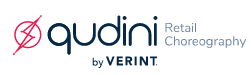 qudini Retail
Choreography
by VERINT